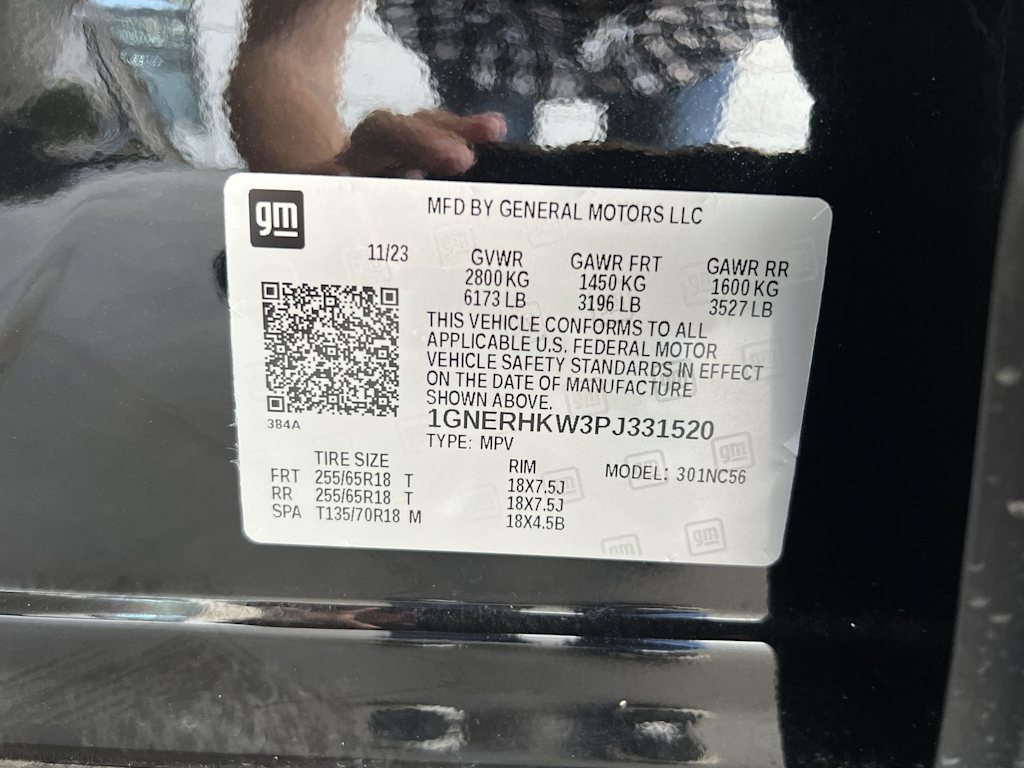 gm
MFD BY GENERAL MOTORS LLC
11/23
GVWR GAWR FRT GAWR RR
2800 KG 1450 KG 1600 KG
6173 LB 3196 LB 3527 LB
THIS VEHICLE CONFORMS TO ALL
APPLICABLE U.S. FEDERAL MOTOR
VEHICLE SAFETY STANDARDS IN EFFECT
ON THE DATE OF MANUFACTURE
SHOWN ABOVE.
384A
1GNERHKW3PJ331520
TYPE: MPV
TIRE SIZE RIM MODEL: 301NC56
FRT 255/65R18 T 18X7.5J
RR 255/65R18 T 18X7.5J
SPA T135/70R18 M 18X4.5B